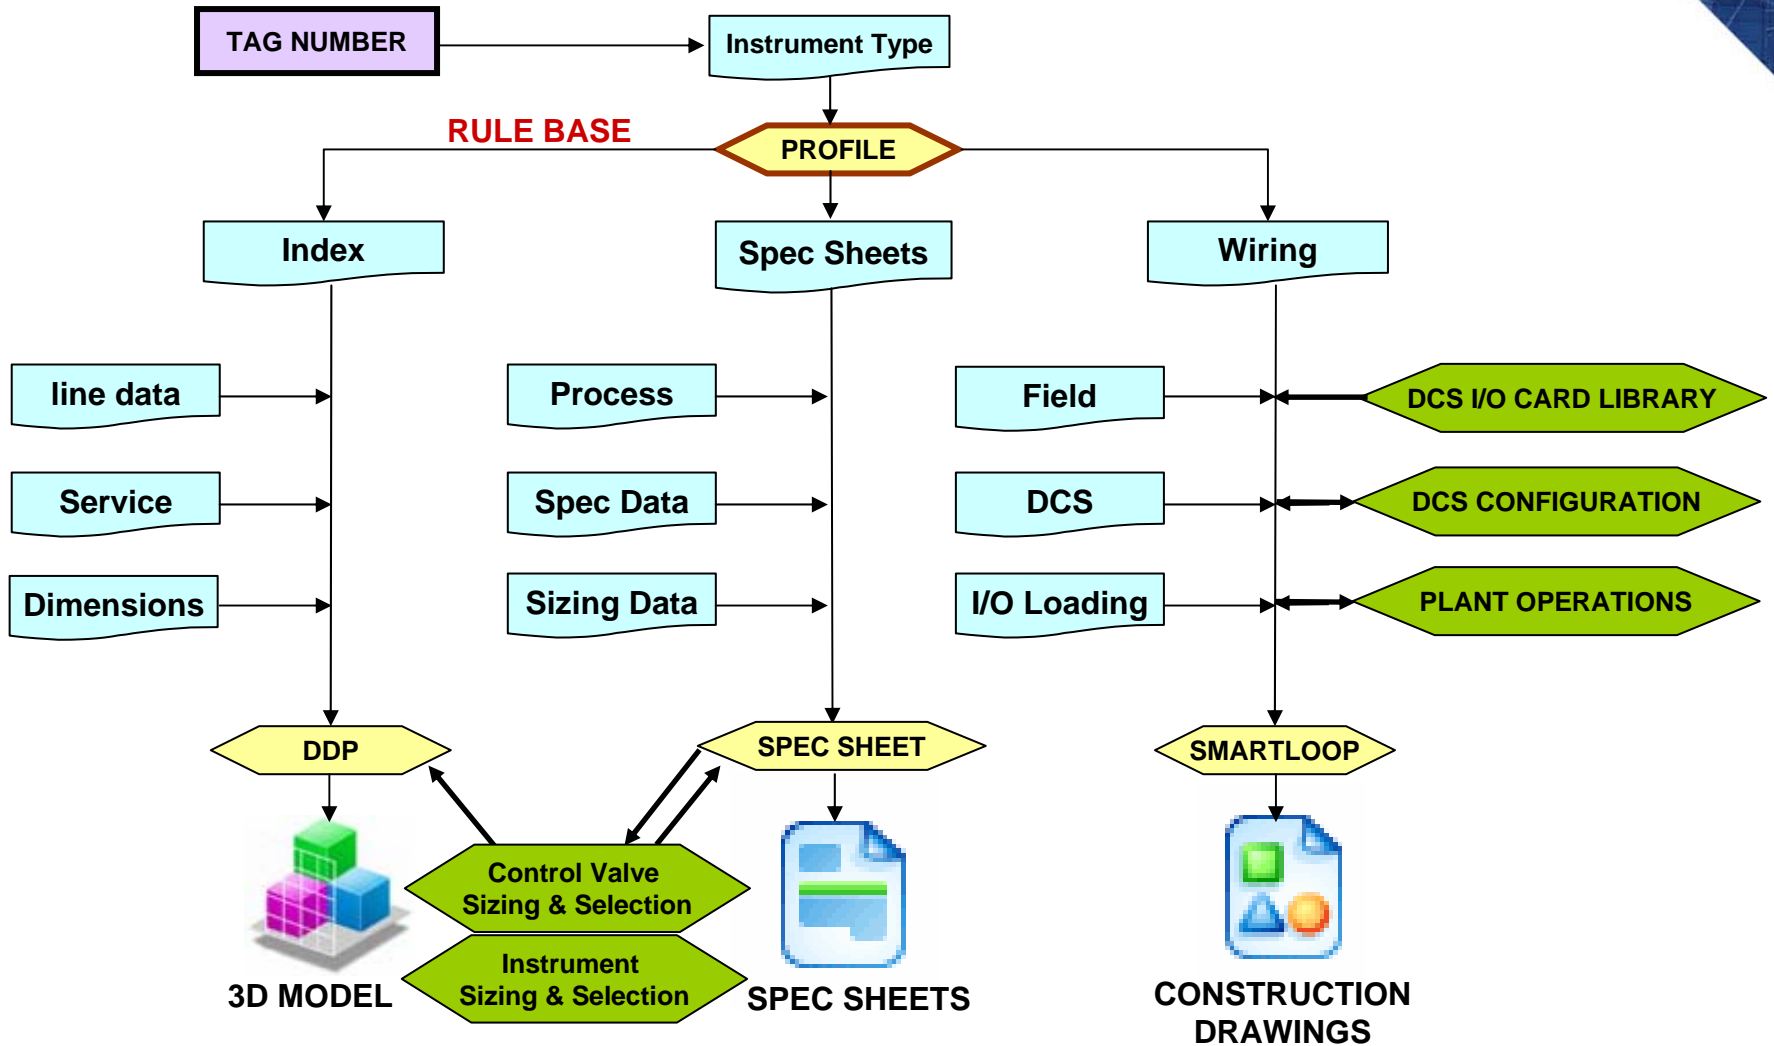 TAG NUMBER
Instrument Type
RULE BASE
PROFILE
Index
Spec Sheets
Wiring
line data
Process
Field
DCS I/O CARD LIBRARY
Service
Spec Data
DCS
DCS CONFIGURATION
Dimensions
Sizing Data
I/O Loading
PLANT OPERATIONS
DDP
SPEC SHEET
SMARTLOOP
Control Valve
Sizing & Selection
Instrument
Sizing & Selection
3D MODEL
SPEC SHEETS
CONSTRUCTION
DRAWINGS